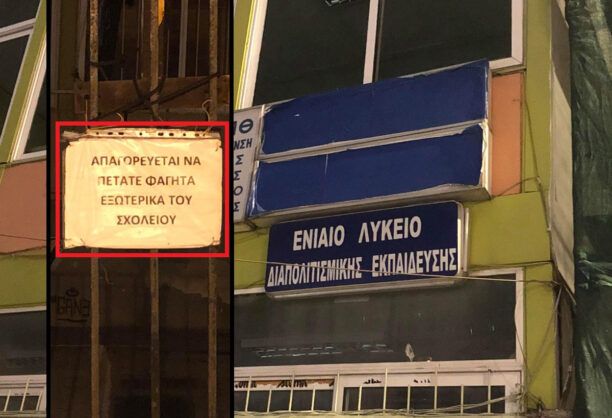 ΑΠΑΓΟΡΕΥΕΤΑΙ ΝΑ
ΠΕΤΑΤΕ ΦΑΓΗΤΑ
ΕΞΩΤΕΡΙΚΑ ΤΟΥ
ΣΧΟΛΕΙΟΥ
ΕΝΙΑΙΟ ΛΥΚΕΙΟ
ΔΙΑΠΟΛΙΤΙΣΜΙΚΗΣ ΕΚΠΑΙΔΕΥΣΗΣ